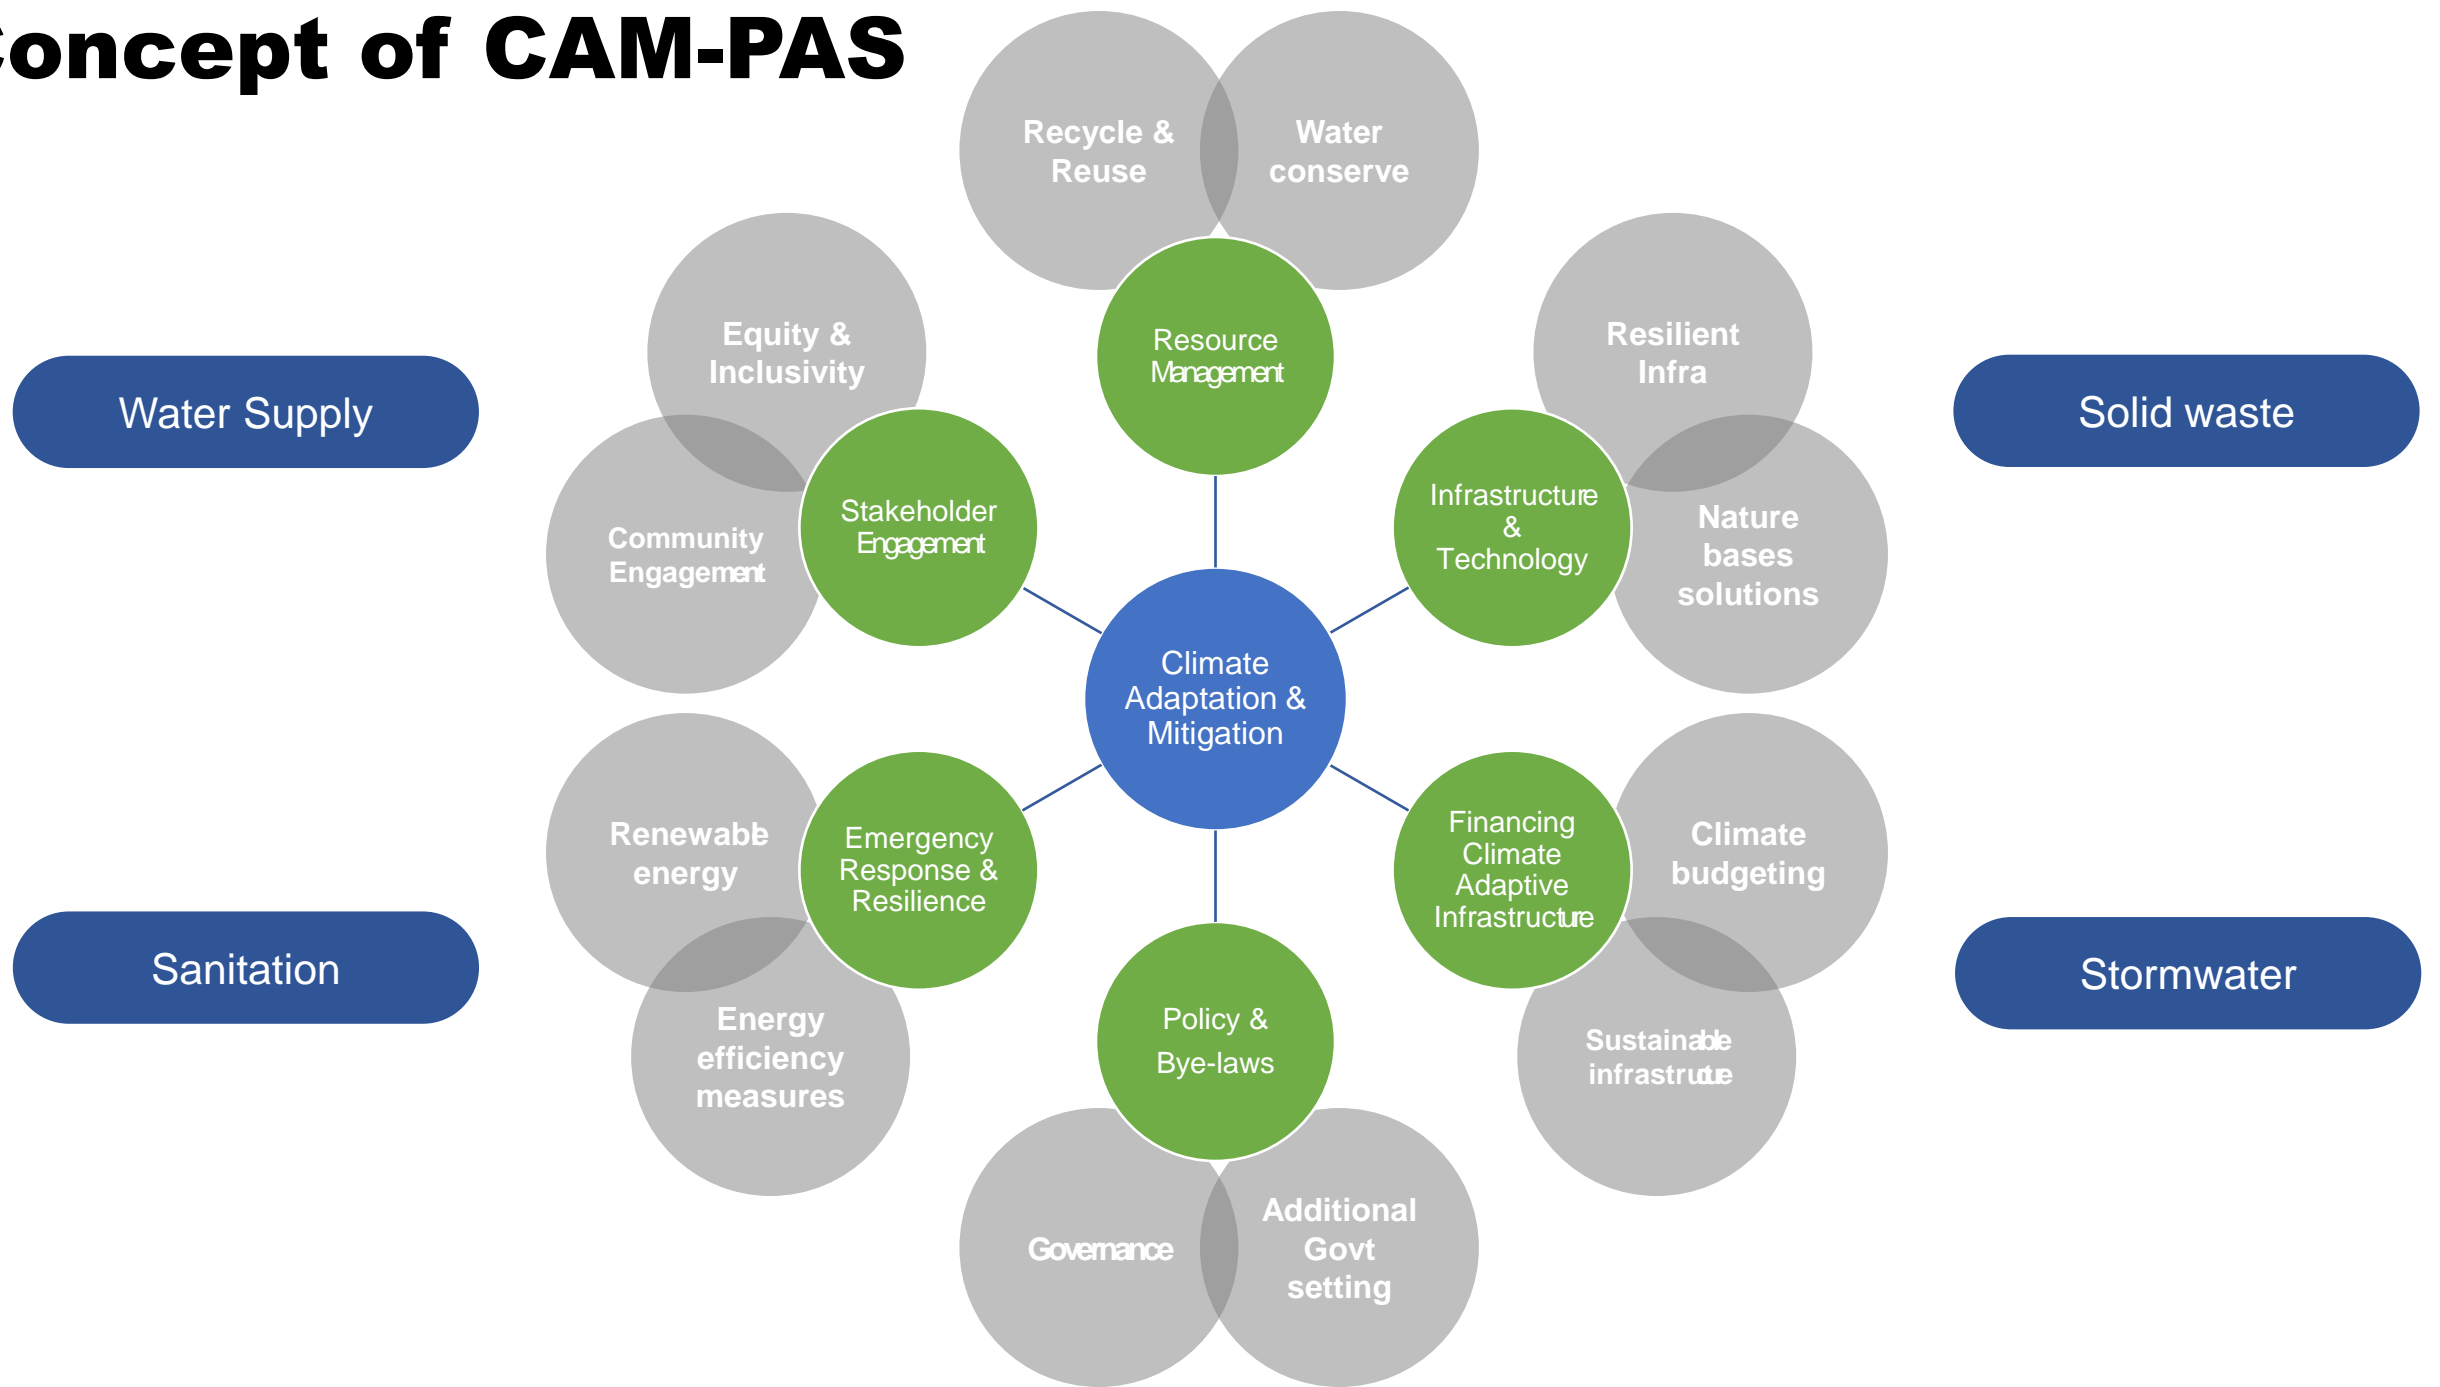 oncept of CAM-PAS
Recycle &
Reuse
Water
conserve
Equity &
Inclusivity
Resource
Management
Resilient
Infra
Water Supply
Solid waste
Stakeholder
Engagement
Infrastructure
&
Technology
Community
Engagement
Nature
bases
solutions
Climate
Adaptation &
Mitigation
Renewable
energy
Emergency
Response &
Resilience
Financing
Climate
Adaptive
Infrastructure
Climate
budgeting
Sanitation
Stormwater
Energy
efficiency
measures
Policy &
Bye-laws
Sustainable
infrastructure
Governance
Additional
Govt
setting